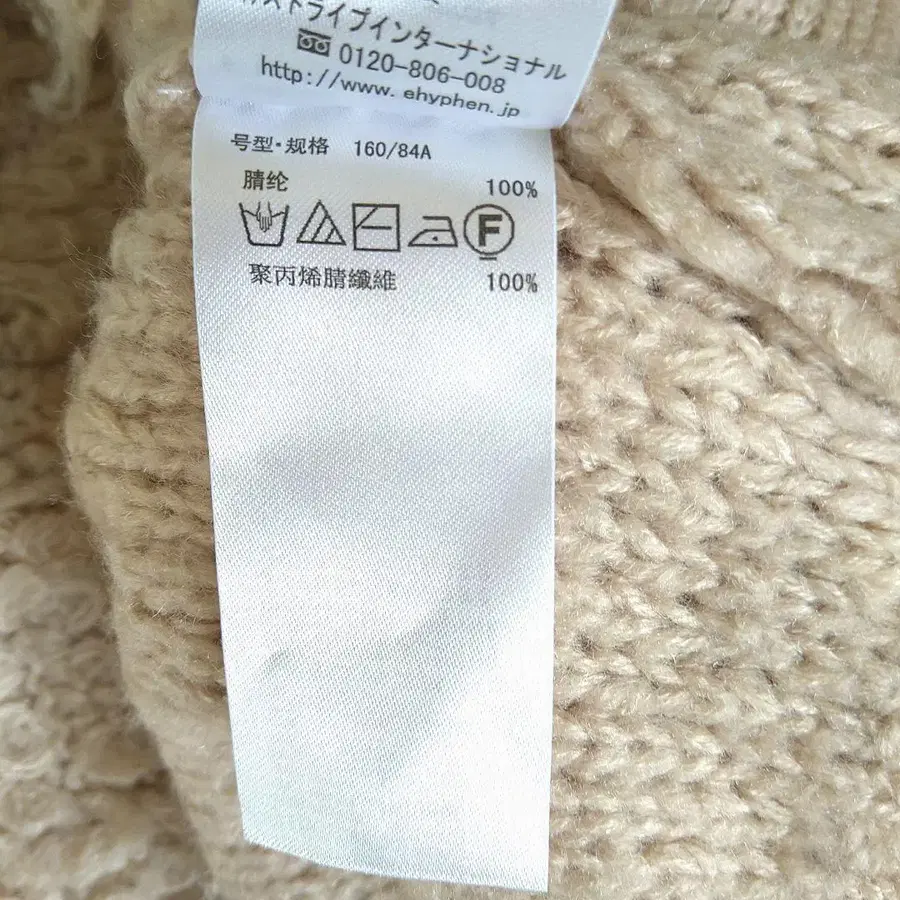 ストライプインターナショナル
0120-806-008
http://www.ehyphen.jp
号型・规格 160/84A
腈纶 100%
F
聚丙烯腈纖維 100%